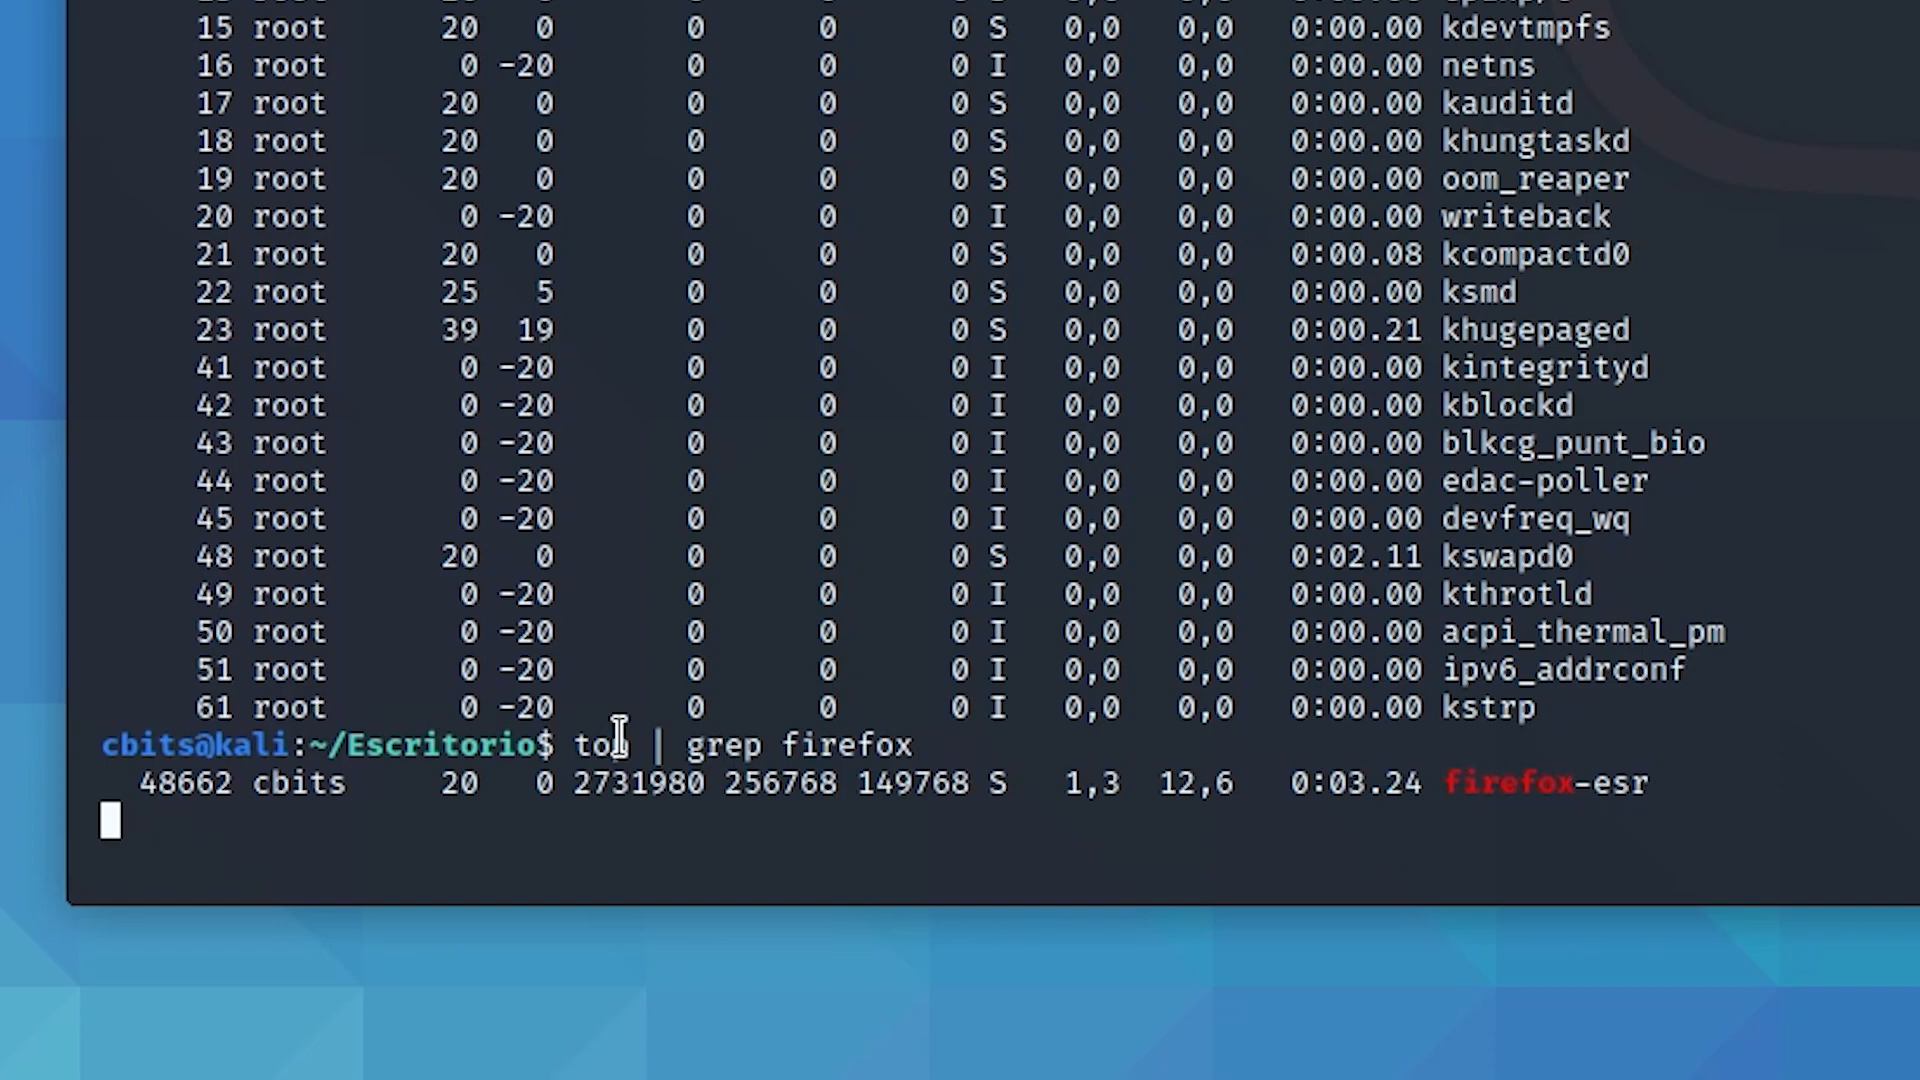 15 root 20 0 0 0 0 S 0,0 0,0 0:00.00 kdevtmpfs
16 root 0 -20 0 0 0 I 0,0 0,0 0:00.00 netns
17 root 20 0 0 0 0 S 0,0 0,0 0:00.00 kauditd
18 root 20 0 0 0 0 S 0,0 0,0 0:00.00 khungtaskd
19 root 20 0 0 0 0 S 0,0 0,0 0:00.00 oom_reaper
20 root 0 -20 0 0 0 I 0,0 0,0 0:00.00 writeback
21 root 20 0 0 0 0 S 0,0 0,0 0:00.08 kcompactd0
22 root 25 5 0 0 0 S 0,0 0,0 0:00.00 ksmd
23 root 39 19 0 0 0 S 0,0 0,0 0:00.21 khugepaged
41 root 0 -20 0 0 0 I 0,0 0,0 0:00.00 kintegrityd
42 root 0 -20 0 0 0 I 0,0 0,0 0:00.00 kblockd
43 root 0 -20 0 0 0 I 0,0 0,0 0:00.00 blkcg_punt_bio
44 root 0 -20 0 0 0 I 0,0 0,0 0:00.00 edac-poller
45 root 0 -20 0 0 0 I 0,0 0,0 0:00.00 devfreq_wq
48 root 20 0 0 0 0 S 0,0 0,0 0:02.11 kswapd0
49 root 0 -20 0 0 0 I 0,0 0,0 0:00.00 kthrotld
50 root 0 -20 0 0 0 I 0,0 0,0 0:00.00 acpi_thermal_pm
51 root 0 -20 0 0 0 I 0,0 0,0 0:00.00 ipv6_addrconf
61 root 0 -20 0 0 0 I 0,0 0,0 0:00.00 kstrp
cbits@kali:~/Escritorio$ top | grep firefox
48662 cbits 20 0 2731980 256768 149768 S 1,3 12,6 0:03.24 firefox-esr